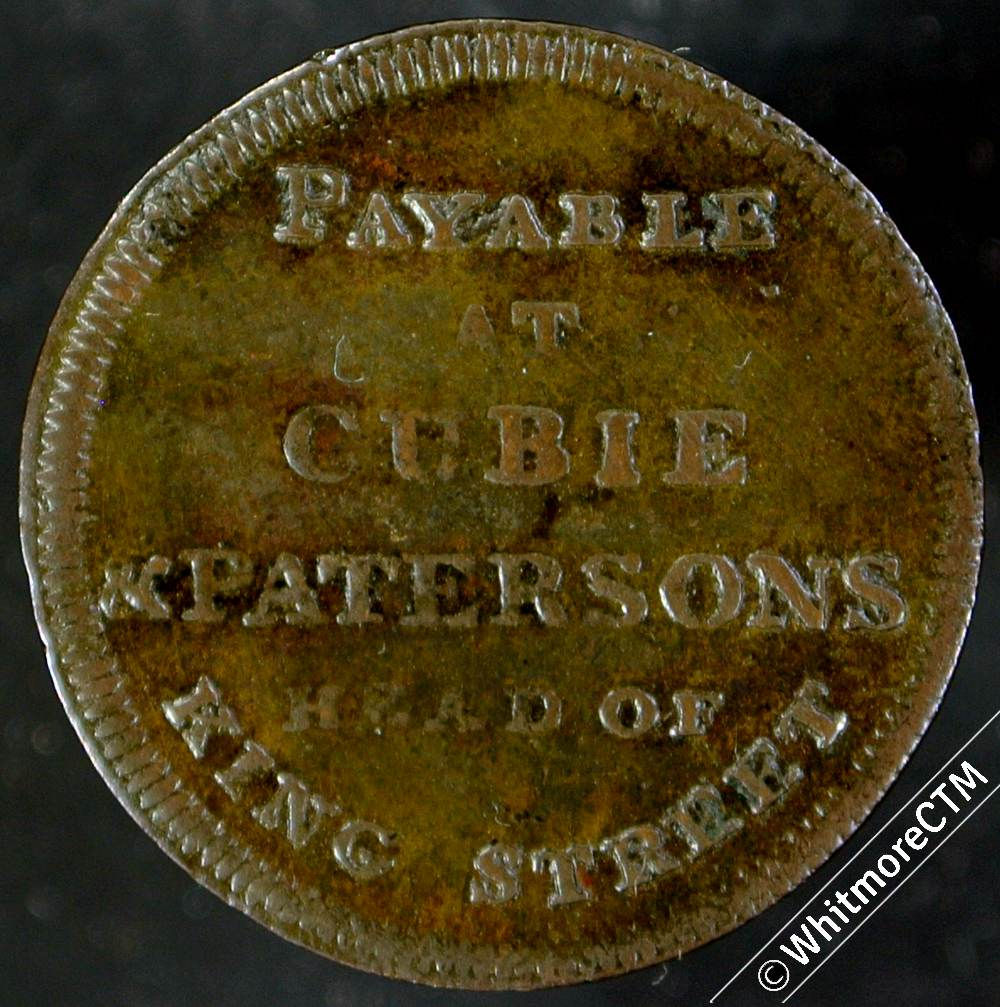 PAYABLE
AT
CUBIE
& PATERSONS
HEAD OF
KING STREET
©WhitmoreCTM